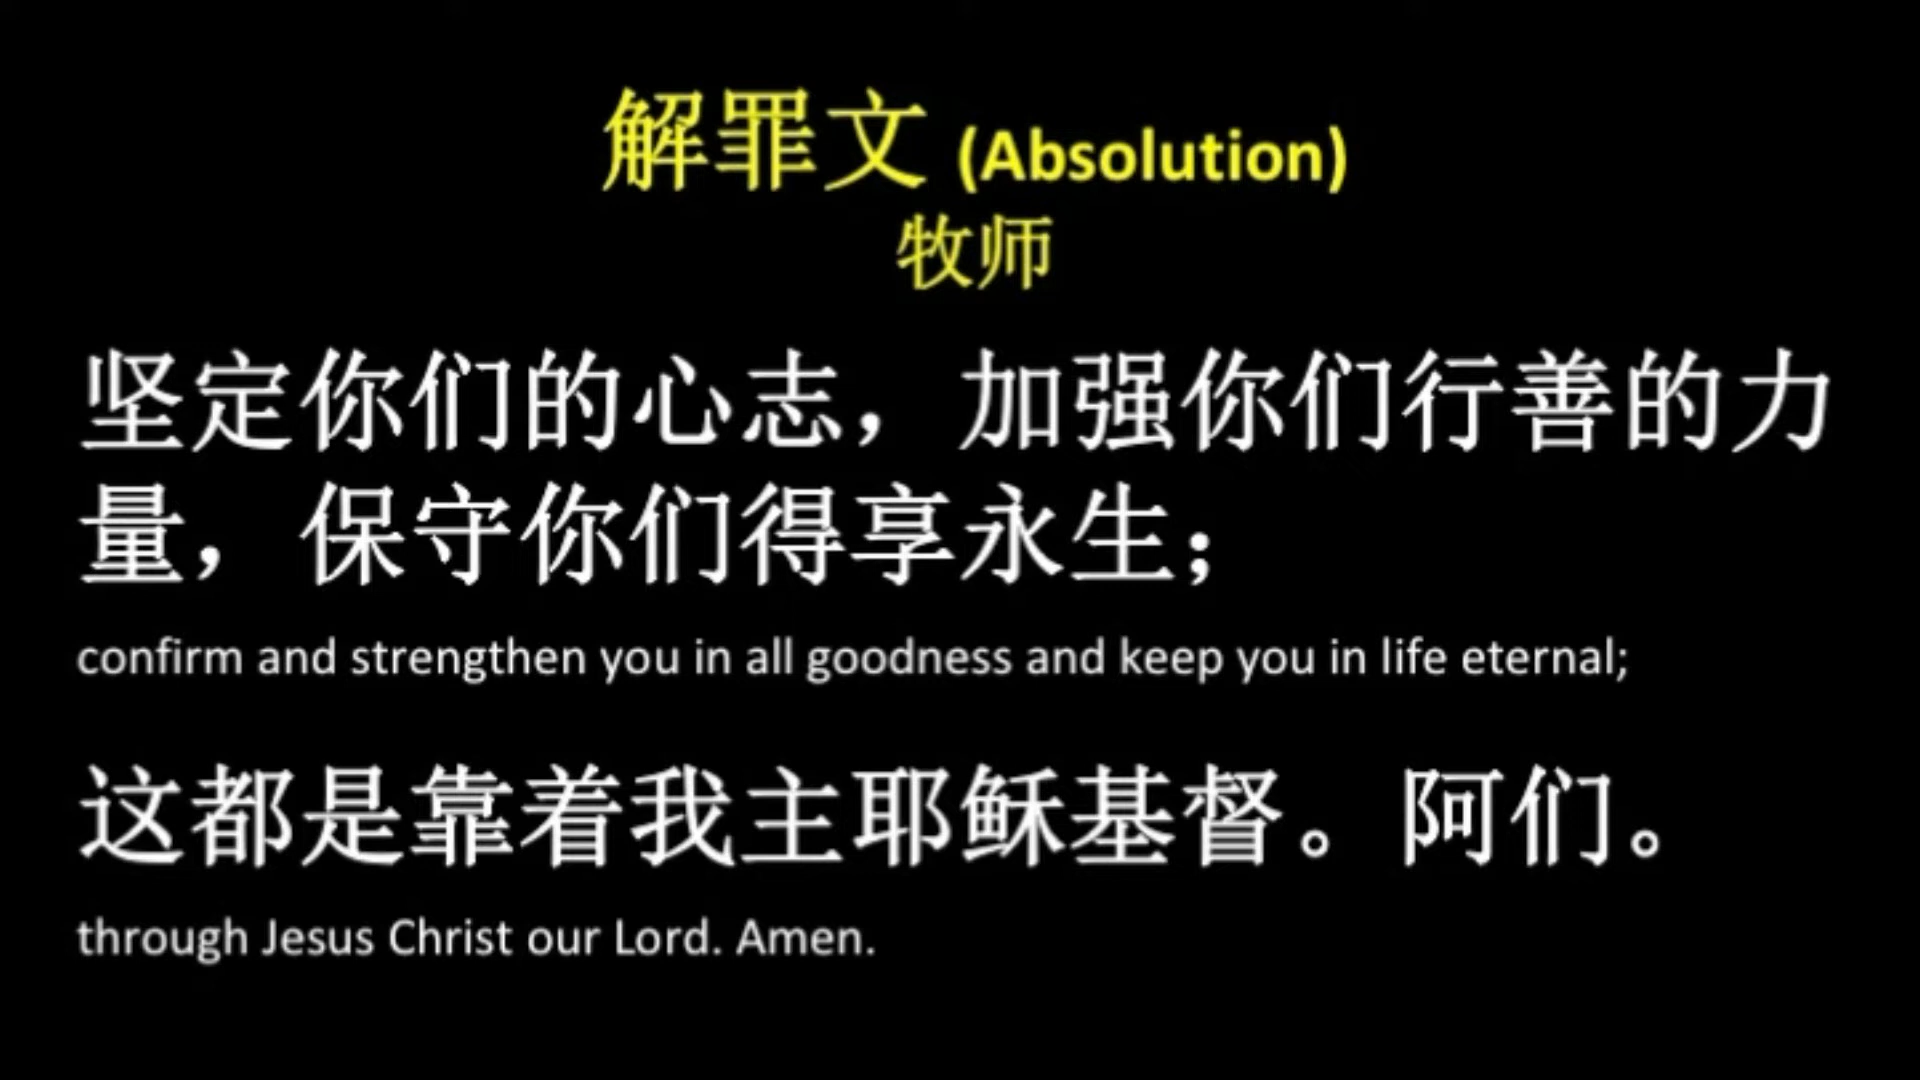 解罪文 (Absolution)
牧师
坚定你们的心志，加强你们行善的力
量，保守你们得享永生；
confirm and strengthen you in all goodness and keep you in life eternal;
这都是靠着我主耶稣基督。阿们。
through Jesus Christ our Lord. Amen.